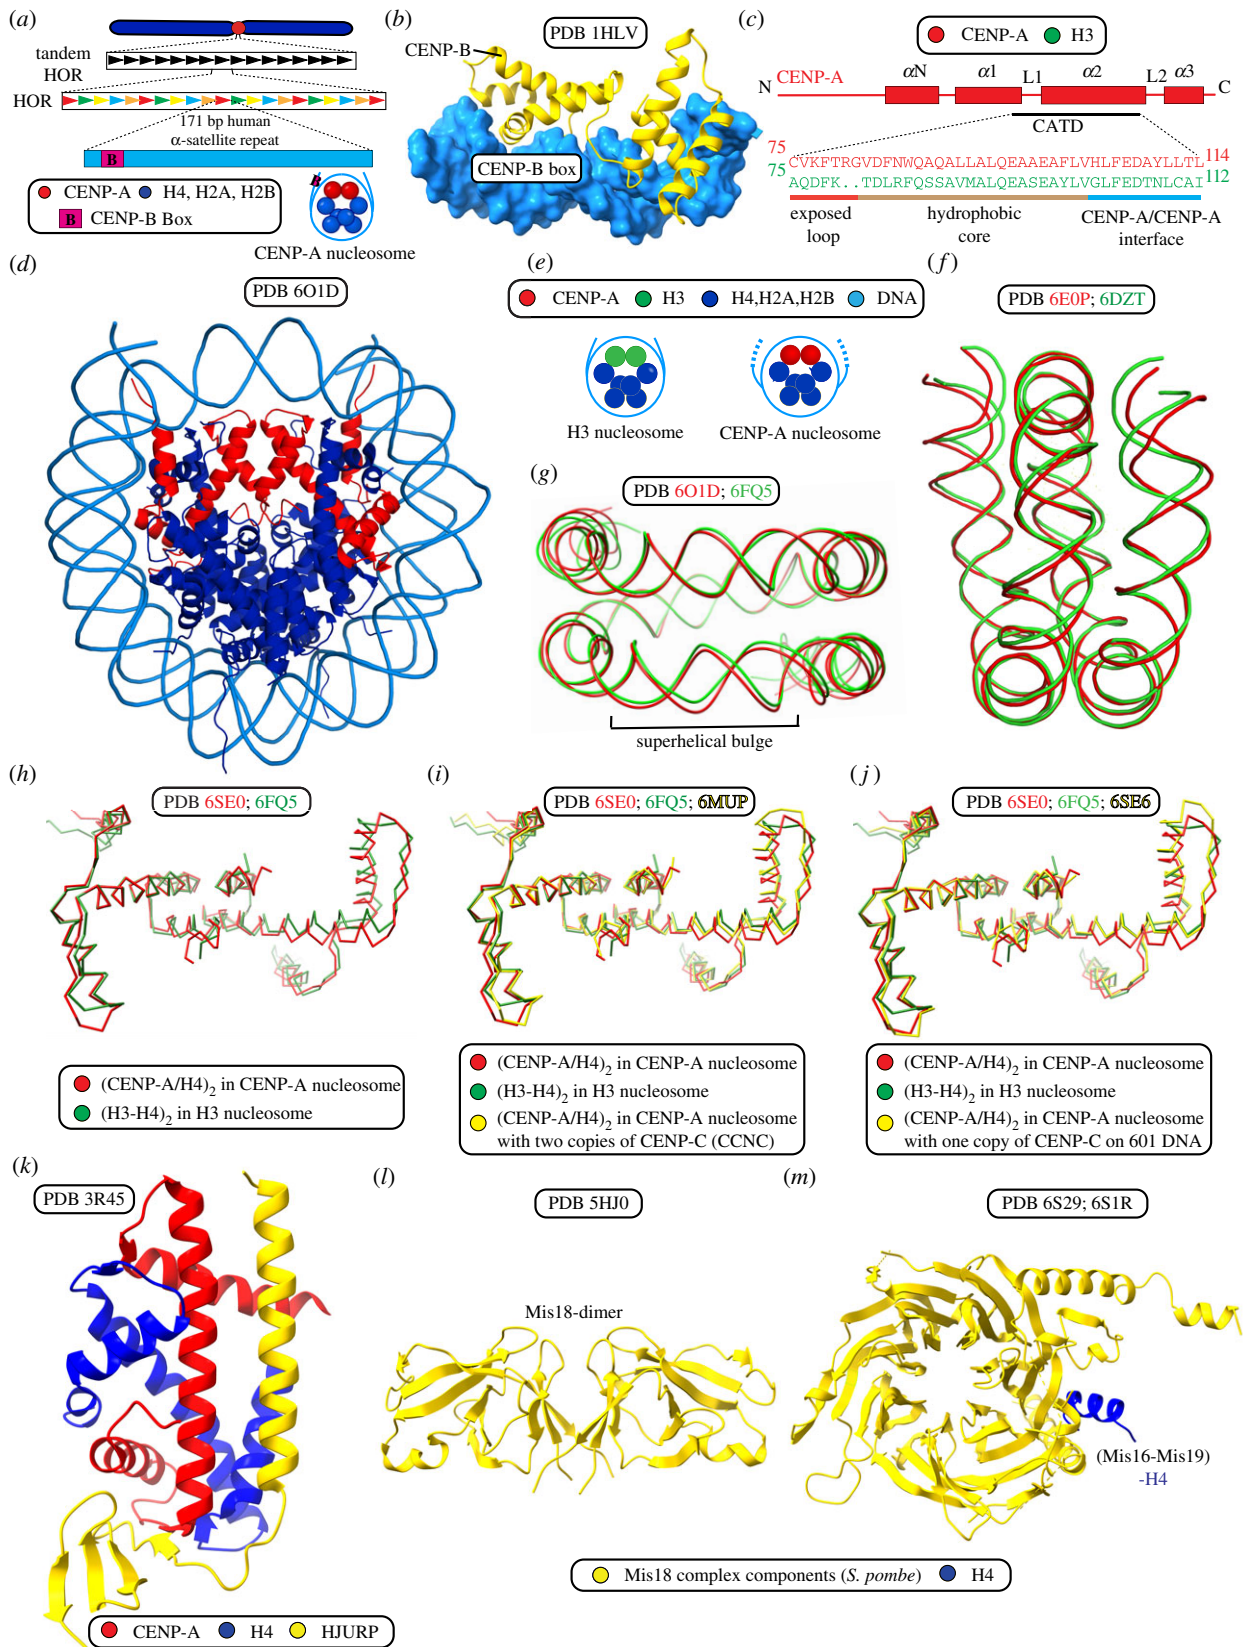 (a)
tandem
HOR
HOR
171 bp human
α-satellite repeat
B
CENP-A H4, H2A, H2B
B CENP-B Box
B
CENP-A nucleosome
(b)
PDB 1HLV
CENP-B
CENP-B box
(c)
CENP-A H3
N CENP-A αN α1 L1 α2 L2 α3 C
CATD
75 CVKFTRGVDFNWQAQALLALQEAAEAFLVHLFEDAYLLTL 114
75 AQDFK..TDLRFQSSAVMALQEASEAYLVGLFEDTNLCAI 112
exposed
loop
hydrophobic
core
CENP-A/CENP-A
interface
(d)
PDB 6O1D
(e)
CENP-A H3 H4,H2A,H2B DNA
H3 nucleosome
CENP-A nucleosome
(f)
PDB 6E0P; 6DZT
(g)
PDB 6O1D; 6FQ5
superhelical bulge
(h)
PDB 6SE0; 6FQ5
(CENP-A/H4)2 in CENP-A nucleosome
(H3-H4)2 in H3 nucleosome
(i)
PDB 6SE0; 6FQ5; 6MUP
(CENP-A/H4)2 in CENP-A nucleosome
(H3-H4)2 in H3 nucleosome
(CENP-A/H4)2 in CENP-A nucleosome
with two copies of CENP-C (CCNC)
(j)
PDB 6SE0; 6FQ5; 6SE6
(CENP-A/H4)2 in CENP-A nucleosome
(H3-H4)2 in H3 nucleosome
(CENP-A/H4)2 in CENP-A nucleosome
with one copy of CENP-C on 601 DNA
(k)
PDB 3R45
CENP-A H4 HJURP
(l)
PDB 5HJ0
Mis18-dimer
(m)
PDB 6S29; 6S1R
(Mis16-Mis19)
-H4
Mis18 complex components (S. pombe) H4